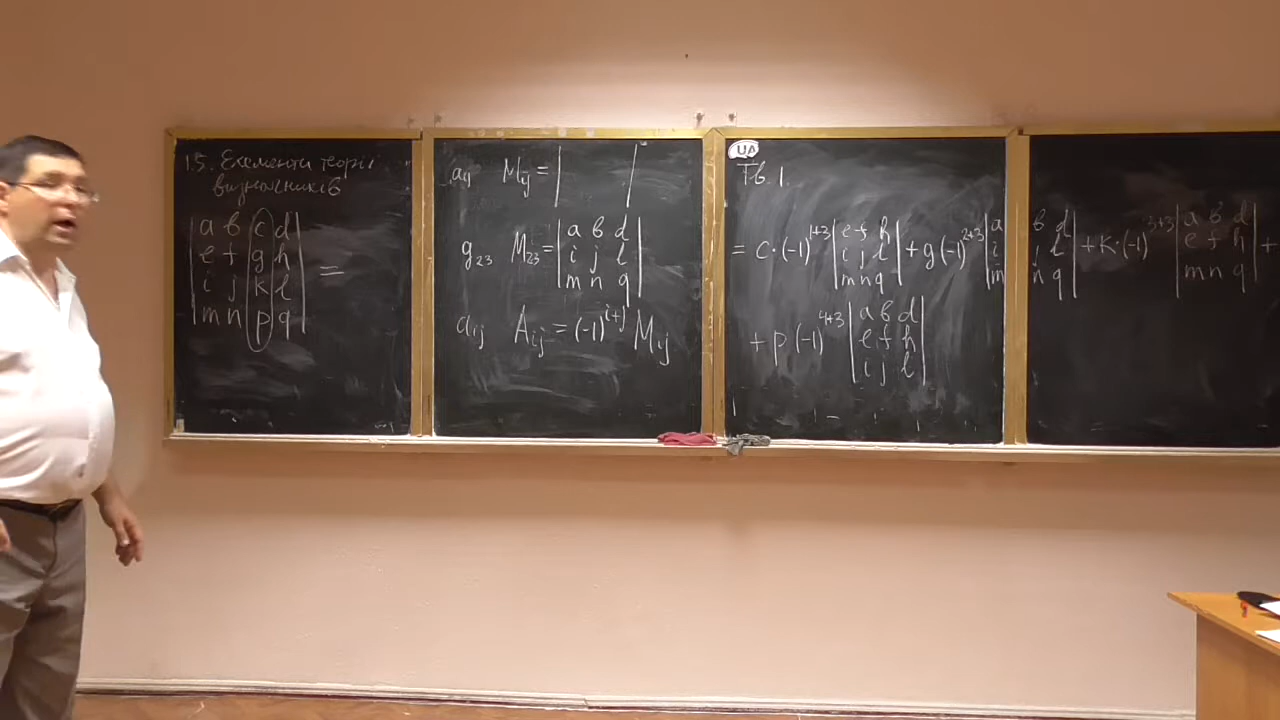 1.5. Елементи теорії
визначників
|a b c d|
|e f g h| =
|i j k l|
|m n p q|
a_ij M_ij = | |
g_23 M_23 = |a b d|
|i j l|
|m n q|
a_ij A_ij = (-1)^{i+j} M_ij
UA
Тв. 1.
= c·(-1)^{1+3} |e f h| + g(-1)^{2+3} |a b d| + k·(-1)^{3+3} |a b d| +
|i j l| |i j l| |e f h|
|m n q| |m n q| |m n q|
+ p(-1)^{4+3} |a b d|
|e f h|
|i j l|